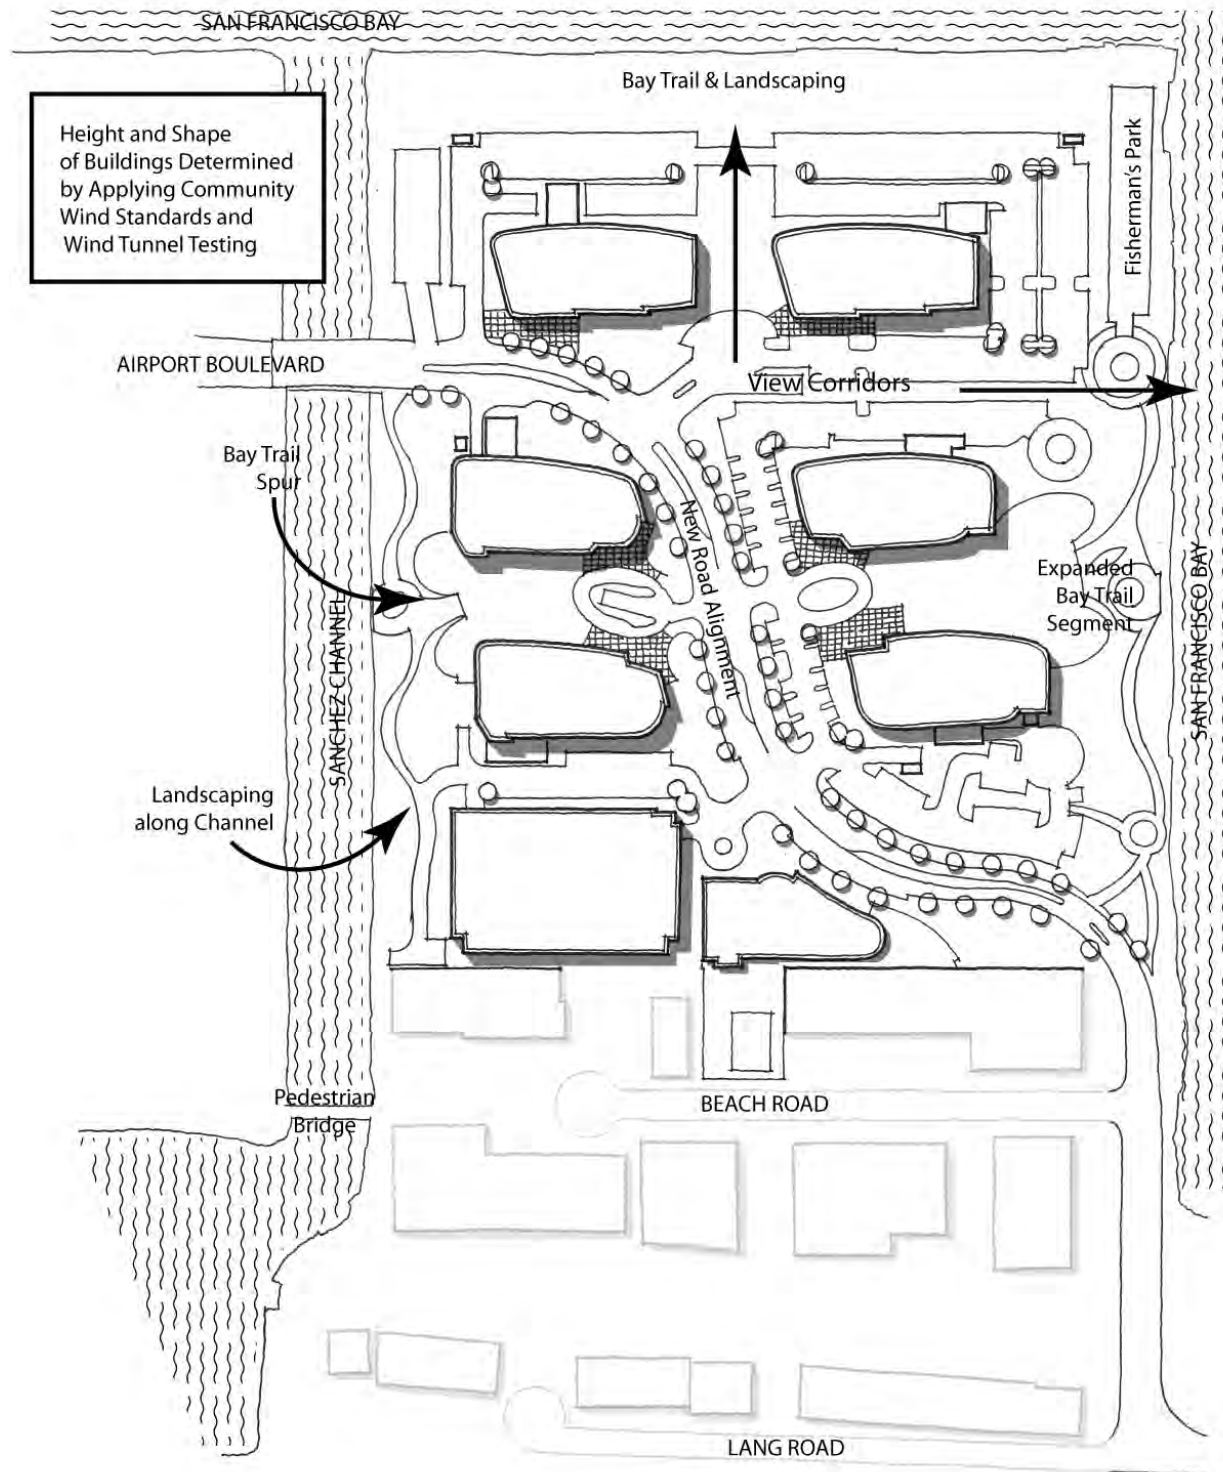 SAN FRANCISCO BAY
Bay Trail & Landscaping
Height and Shape
of Buildings Determined
by Applying Community
Wind Standards and
Wind Tunnel Testing
Fisherman's Park
AIRPORT BOULEVARD
View Corridors
Bay Trail
Spur
New Road Alignment
Expanded
Bay Trail
Segment
SAN FRANCISCO BAY
SANCHEZ CHANNEL
Landscaping
along Channel
Pedestrian
Bridge
BEACH ROAD
LANG ROAD